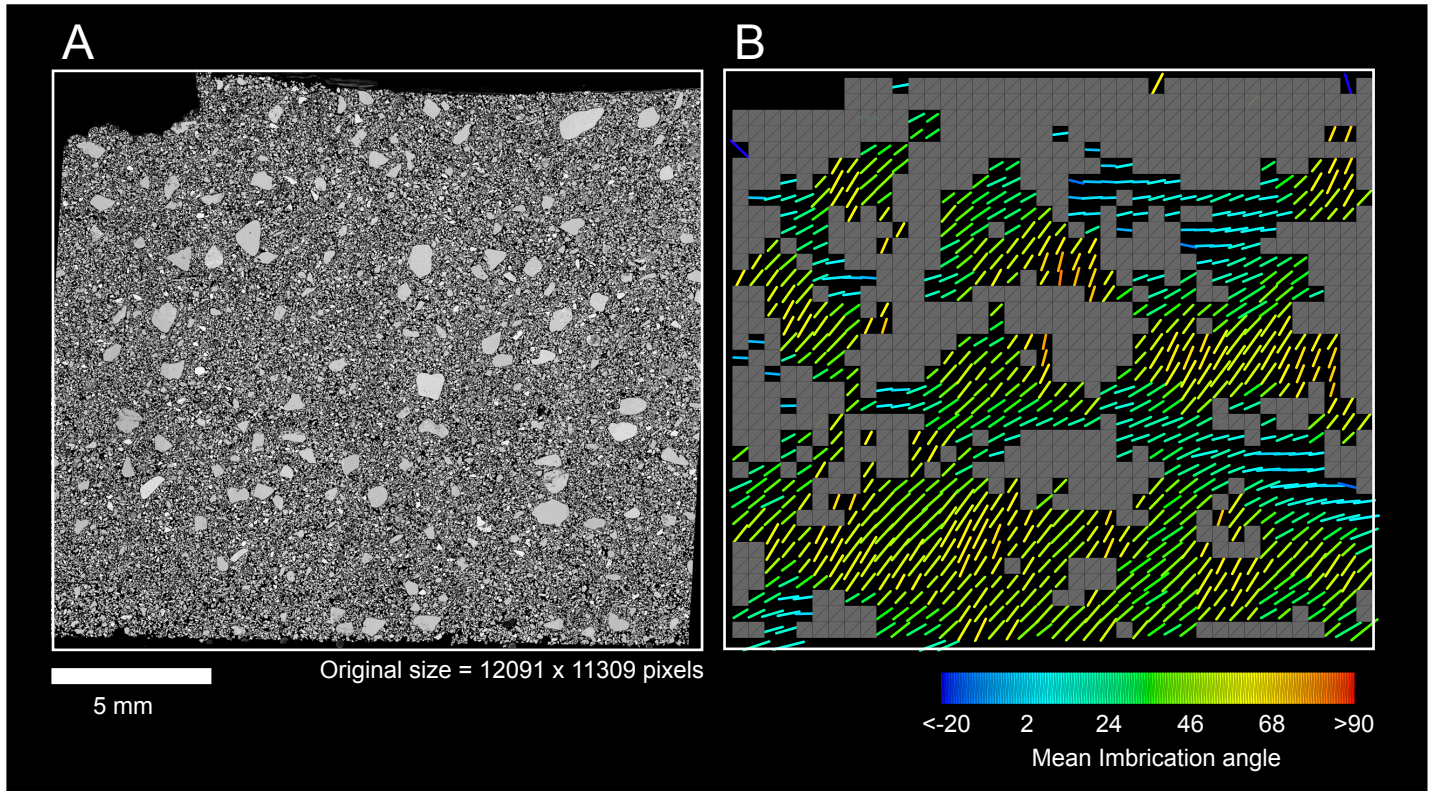 A
B
Original size = 12091 x 11309 pixels
5 mm
<-20 2 24 46 68 >90
Mean Imbrication angle